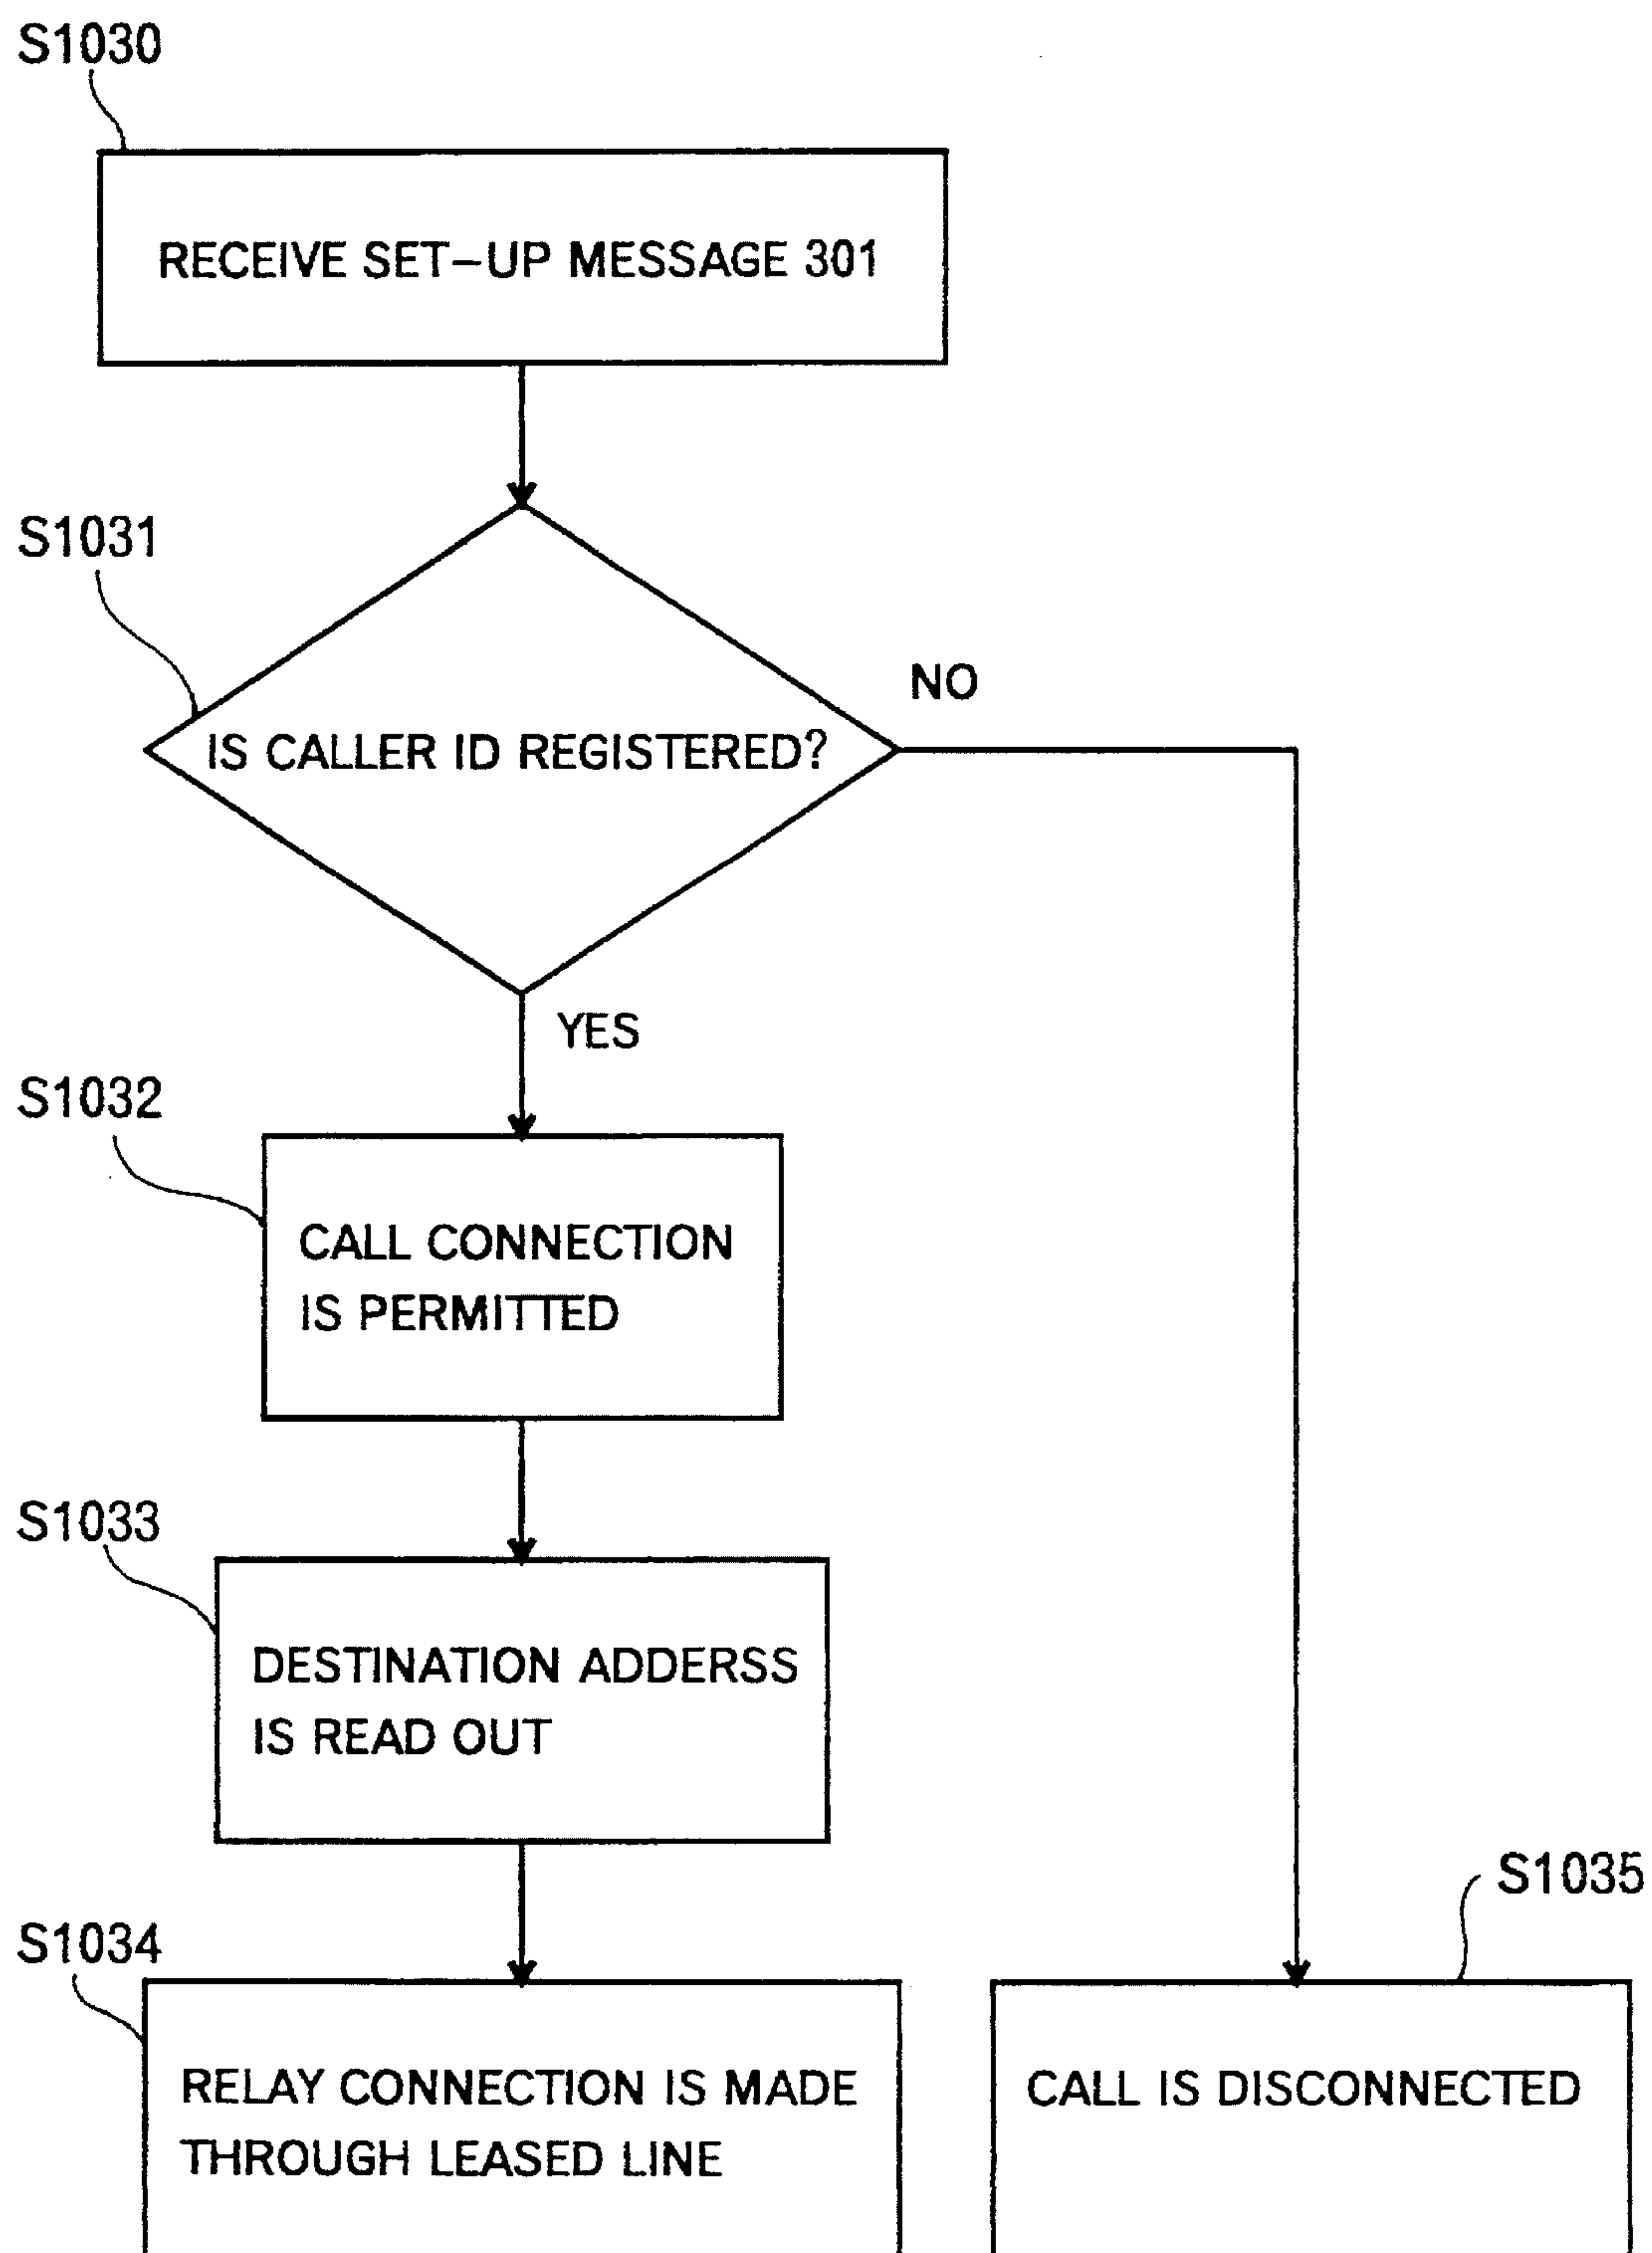 S1030
RECEIVE SET-UP MESSAGE 301
S1031
IS CALLER ID REGISTERED?
NO
YES
S1032
CALL CONNECTION
IS PERMITTED
S1033
DESTINATION ADDERSS
IS READ OUT
S1034
RELAY CONNECTION IS MADE
THROUGH LEASED LINE
S1035
CALL IS DISCONNECTED